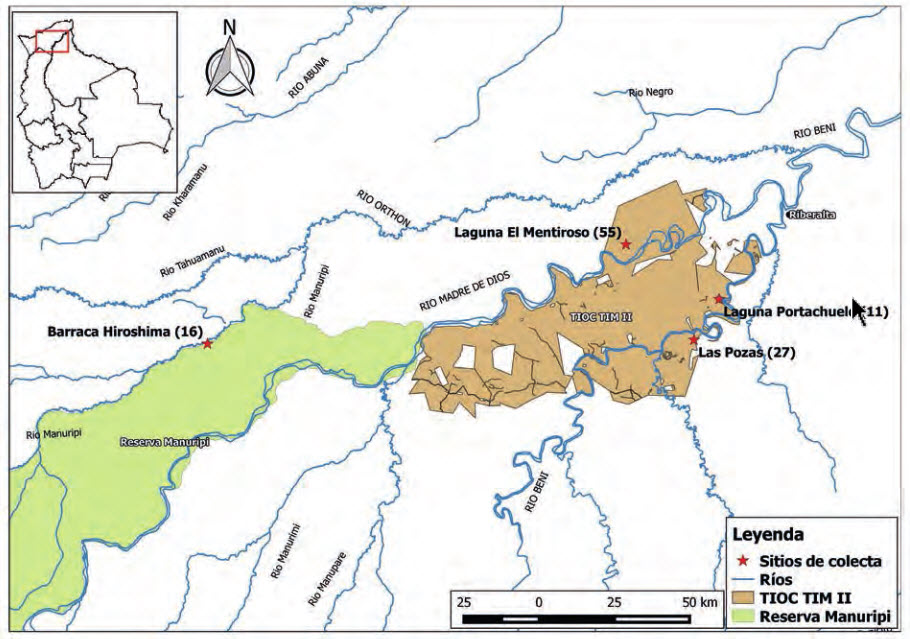 N
RIO ABUNA
Rio Negro
RIO BENI
Rio Kharamanu
RIO ORTHON
Riberalta
Laguna El Mentiroso (55)
Rio Tahuamanu
Rio Manuripi
RIO MADRE DE DIOS
TIOC TIM II
Laguna Portachuelo 11)
Barraca Hiroshima (16)
Las Pozas (27)
Rio Manuripi
Reserva Manuripi
RIO BENI
Rio Manurimi
Rio Manupare
Leyenda
Sitios de colecta
Ríos
TIOC TIM II
Reserva Manuripi
25 0 25 50 km